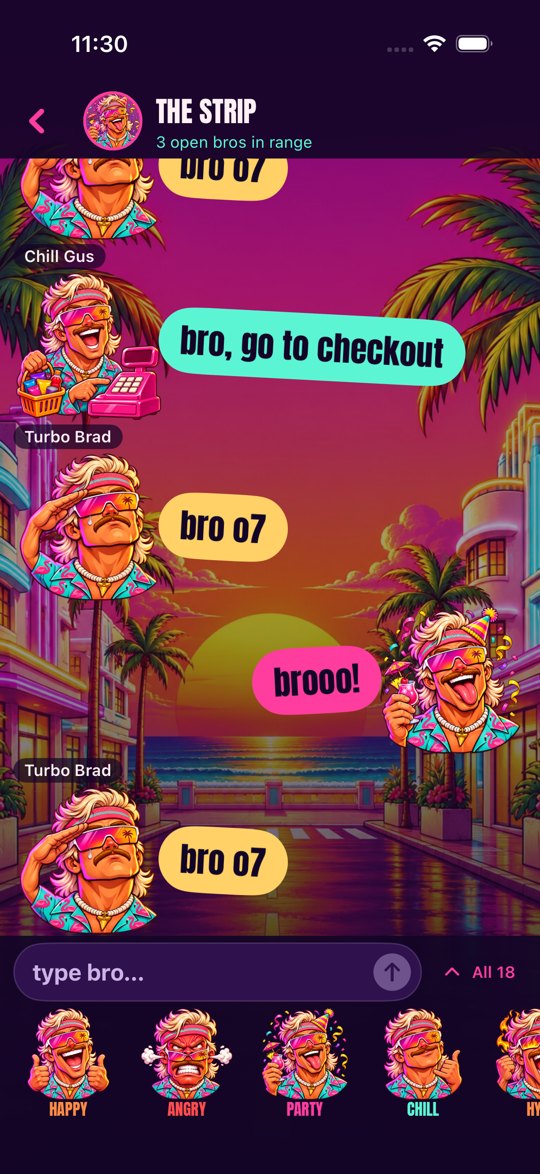 11:30
THE STRIP
3 open bros in range
bro o7
Chill Gus
bro, go to checkout
Turbo Brad
bro o7
brooo!
Turbo Brad
bro o7
type bro...
All 18
HAPPY
ANGRY
PARTY
CHILL
HY